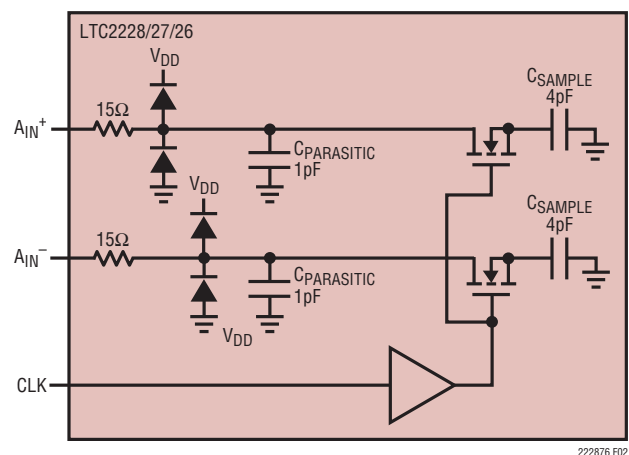 LTC2228/27/26
VDD
CSAMPLE
4pF
15Ω
AIN+
CPARASITIC
1pF
VDD
CSAMPLE
4pF
15Ω
AIN–
CPARASITIC
1pF
VDD
CLK
222876 F02